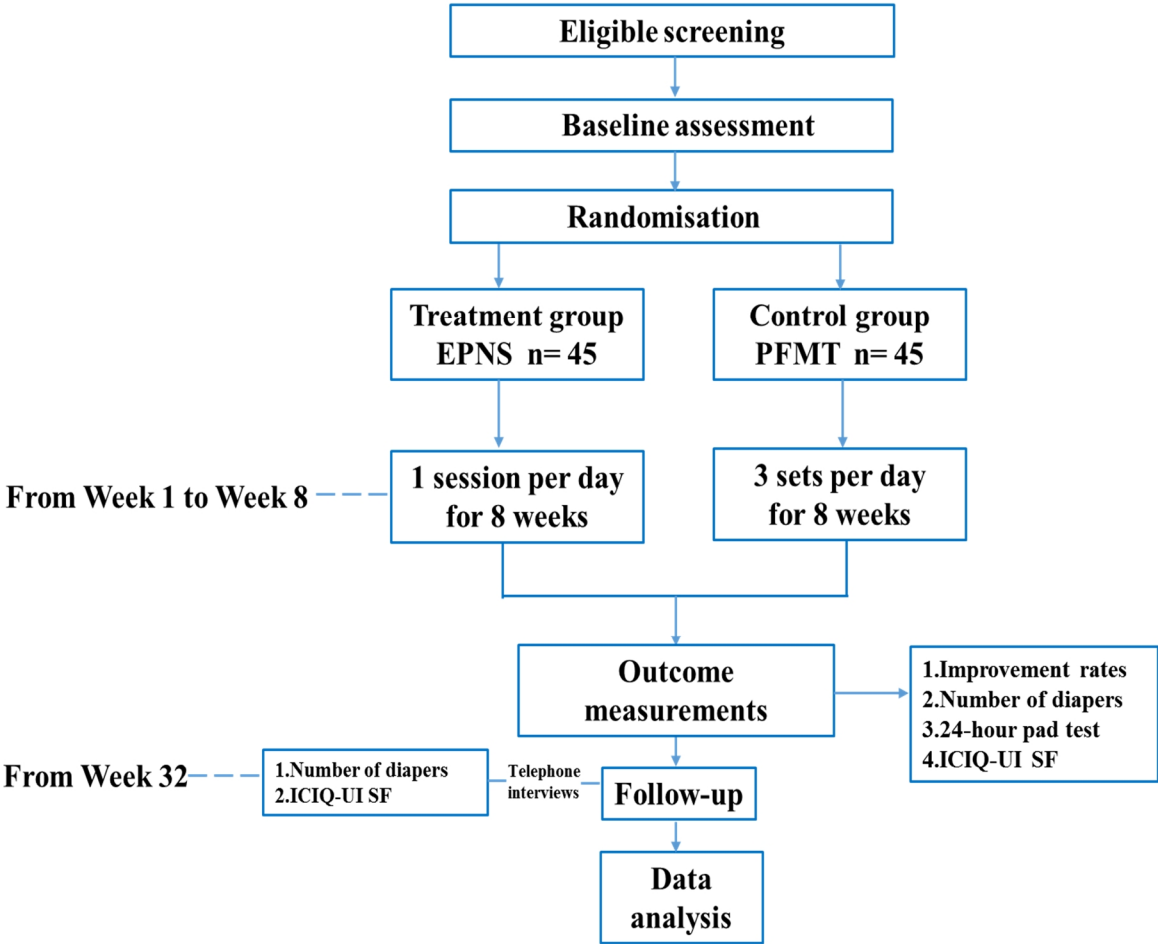 Eligible screening
Baseline assessment
Randomisation
Treatment group
EPNS n= 45
Control group
PFMT n= 45
From Week 1 to Week 8
1 session per day
for 8 weeks
3 sets per day
for 8 weeks
Outcome
measurements
1.Improvement rates
2.Number of diapers
3.24-hour pad test
4.ICIQ-UI SF
From Week 32
1.Number of diapers
2.ICIQ-UI SF
Telephone
interviews
Follow-up
Data
analysis